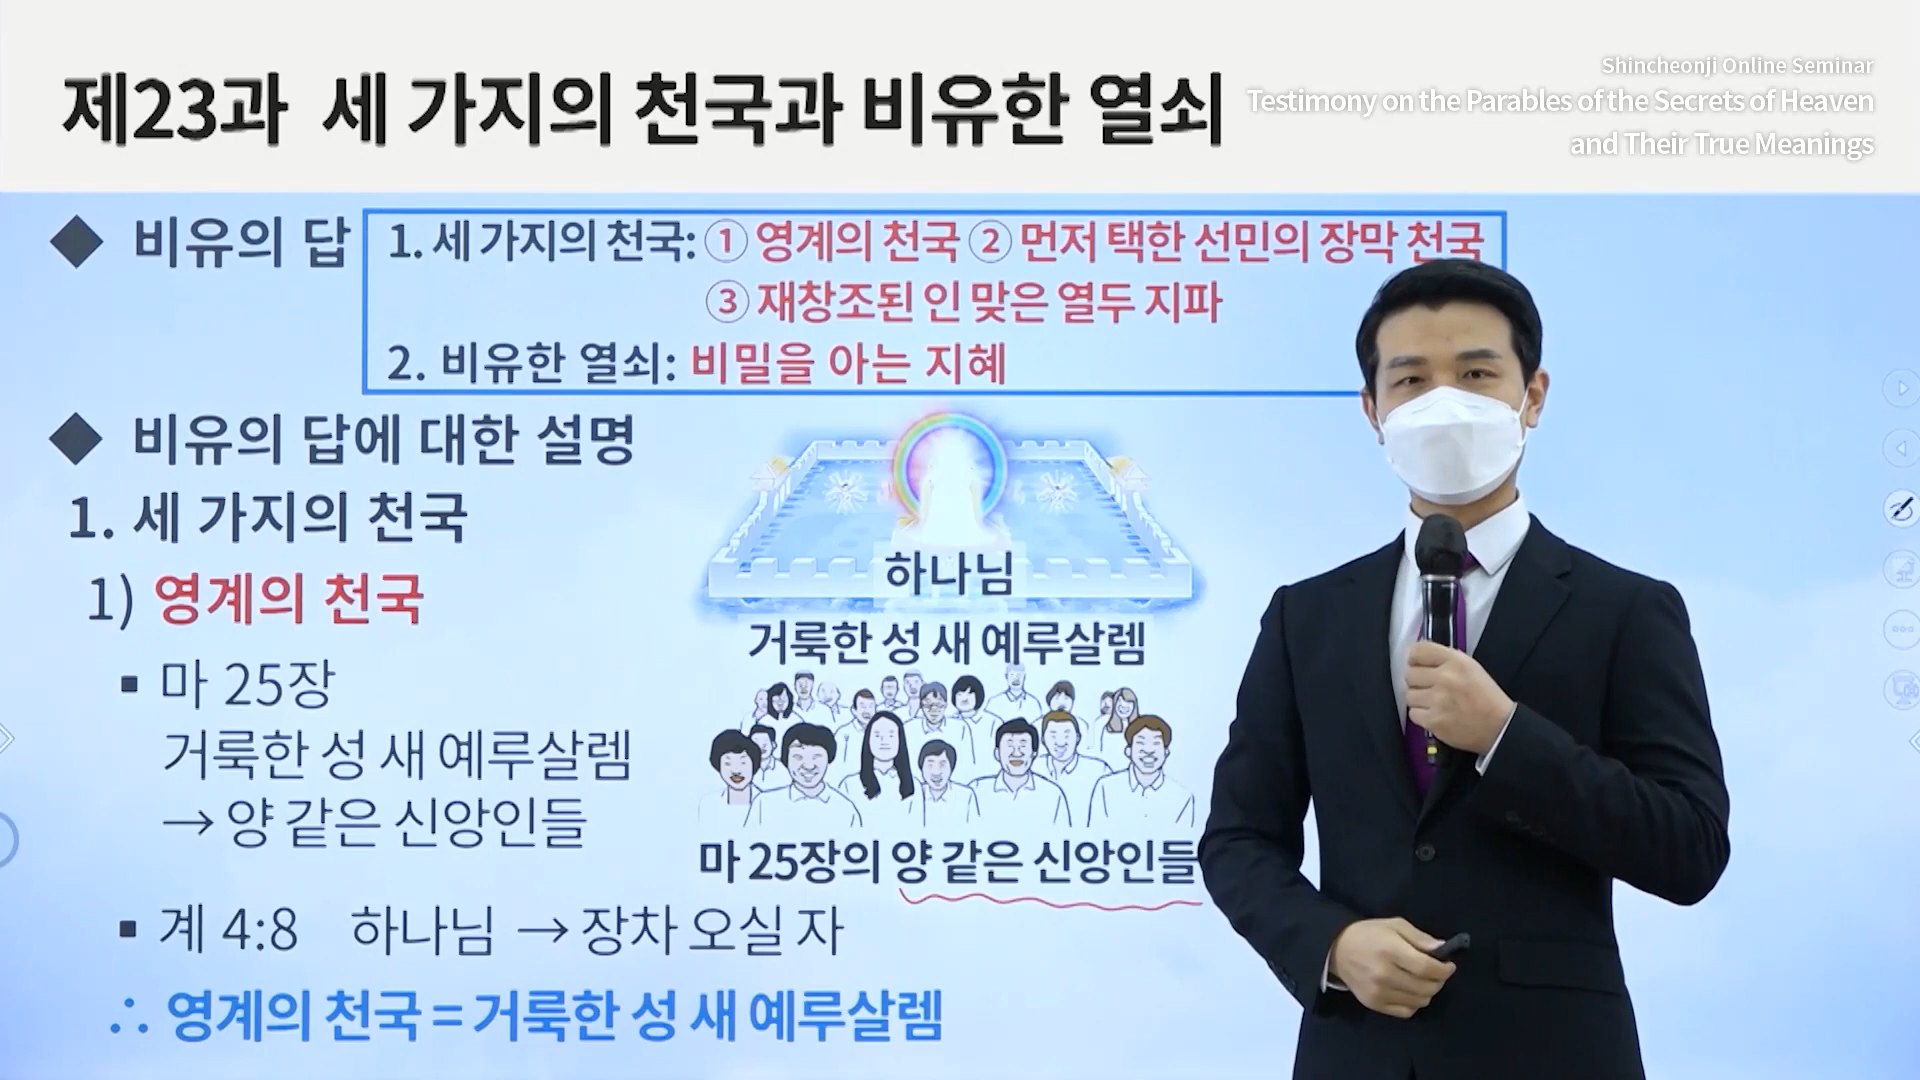 제23과 세 가지의 천국과 비유한 열쇠
Shincheonji Online Seminar
Testimony on the Parables of the Secrets of Heaven
and Their True Meanings
◆ 비유의 답
1. 세 가지의 천국: ① 영계의 천국 ② 먼저 택한 선민의 장막 천국
③ 재창조된 인 맞은 열두 지파
2. 비유한 열쇠: 비밀을 아는 지혜
◆ 비유의 답에 대한 설명
1. 세 가지의 천국
1) 영계의 천국
▪ 마 25장
거룩한 성 새 예루살렘
→ 양 같은 신앙인들
하나님
거룩한 성 새 예루살렘
마 25장의 양 같은 신앙인들
▪ 계 4:8 하나님 → 장차 오실 자
∴ 영계의 천국 = 거룩한 성 새 예루살렘